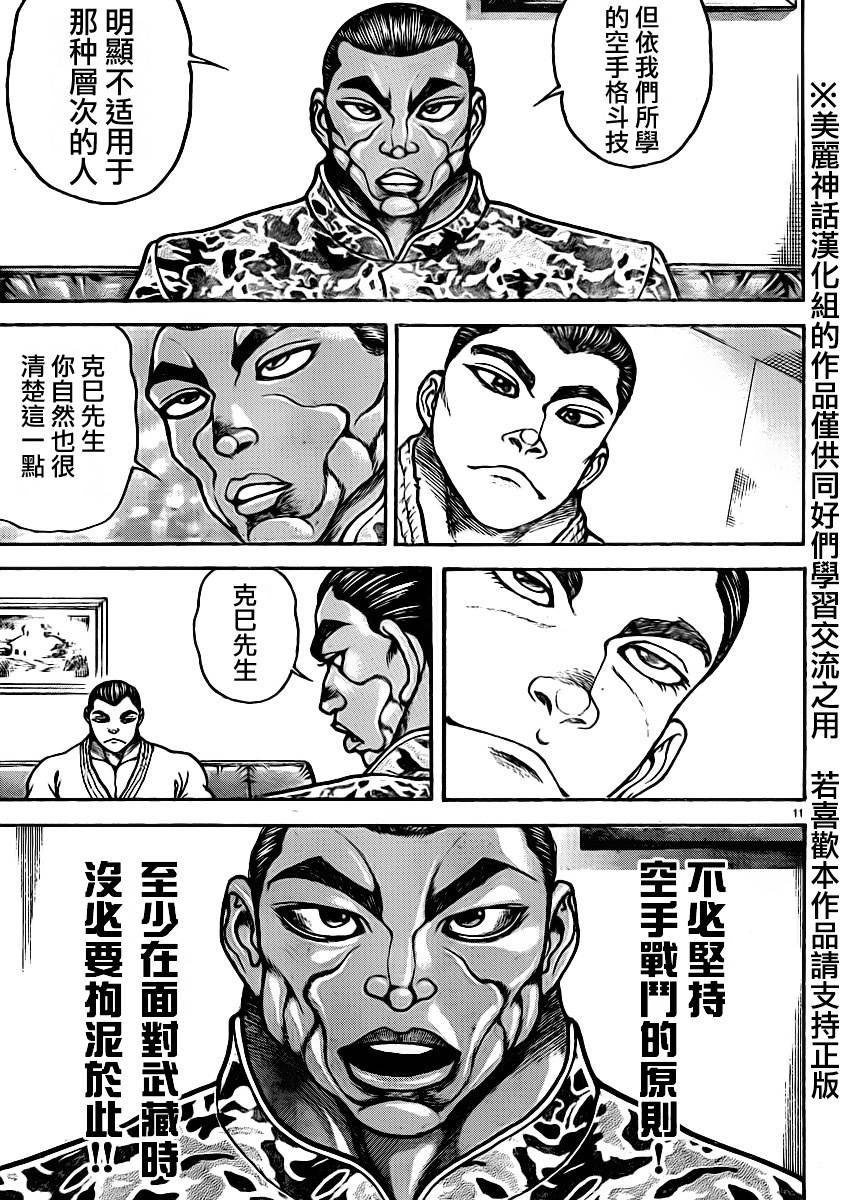 但依我們所學
的空手格斗技
明顯不适用于
那种層次的人
克巳先生
你自然也很
清楚這一點
克巳先生
11
不必堅持
空手戰鬥的原則!
至少在面對武藏時
沒必要拘泥於此!!
※美麗神話漢化組的作品僅供同好們學習交流之用 若喜歡本作品請支持正版